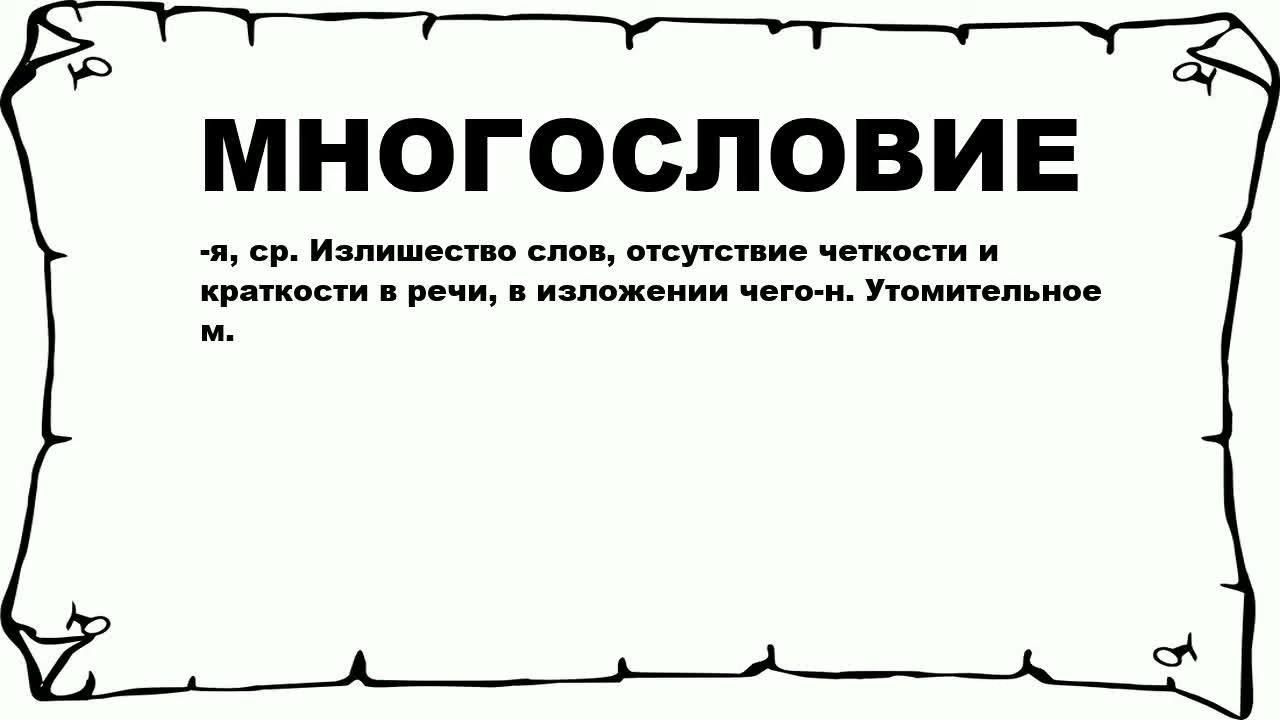 МНОГОСЛОВИЕ
-я, ср. Излишество слов, отсутствие четкости и
краткости в речи, в изложении чего-н. Утомительное
м.